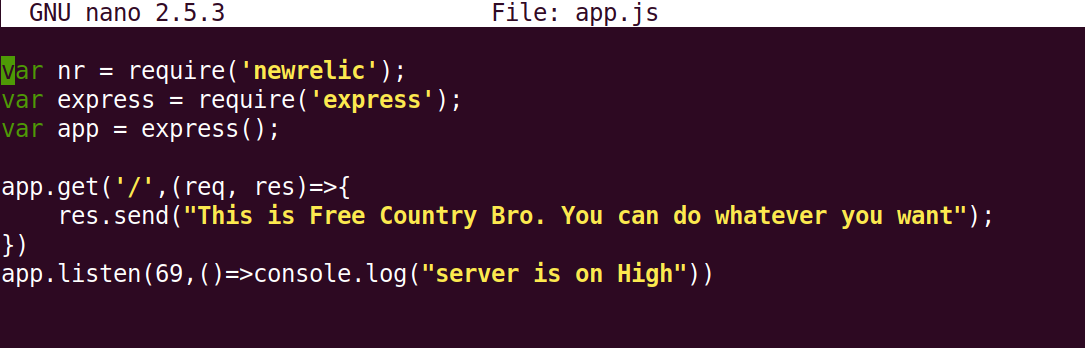 GNU nano 2.5.3 File: app.js
var nr = require('newrelic');
var express = require('express');
var app = express();
app.get('/',(req, res)=>{
    res.send("This is Free Country Bro. You can do whatever you want");
})
app.listen(69,()=>console.log("server is on High"))